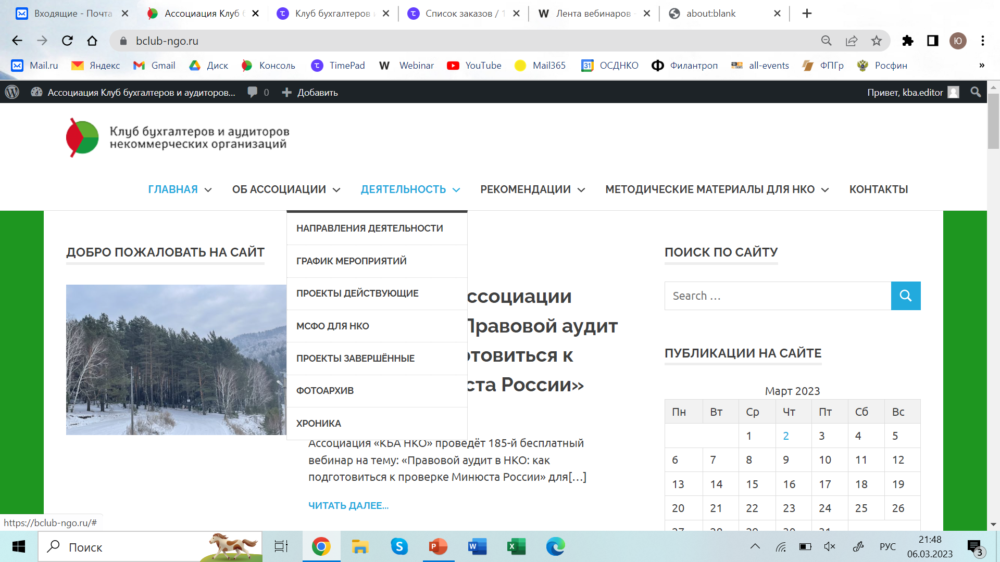 Входящие - Почта
Ассоциация Клуб
Клуб бухгалтеров
Список заказов /
Лента вебинаров
about:blank
bclub-ngo.ru
Ю
Mail.ru
Яндекс
Gmail
Диск
Консоль
TimePad
Webinar
YouTube
Mail365
31
ОСДНКО
Филантроп
all-events
ФПГр
Росфин
»
Ассоциация Клуб бухгалтеров и аудиторов...
0
Добавить
Привет, kba.editor
Клуб бухгалтеров и аудиторов
некоммерческих организаций
ГЛАВНАЯ
ОБ АССОЦИАЦИИ
ДЕЯТЕЛЬНОСТЬ
РЕКОМЕНДАЦИИ
МЕТОДИЧЕСКИЕ МАТЕРИАЛЫ ДЛЯ НКО
КОНТАКТЫ
НАПРАВЛЕНИЯ ДЕЯТЕЛЬНОСТИ
ГРАФИК МЕРОПРИЯТИЙ
ПРОЕКТЫ ДЕЙСТВУЮЩИЕ
МСФО ДЛЯ НКО
ПРОЕКТЫ ЗАВЕРШЁННЫЕ
ФОТОАРХИВ
ХРОНИКА
ДОБРО ПОЖАЛОВАТЬ НА САЙТ
ссоциации
Правовой аудит
отовиться к
ста России»
Ассоциация «КБА НКО» проведёт 185-й бесплатный
вебинар на тему: «Правовой аудит в НКО: как
подготовиться к проверке Минюста России» для[…]
ЧИТАТЬ ДАЛЕЕ...
ПОИСК ПО САЙТУ
Search …
ПУБЛИКАЦИИ НА САЙТЕ
Март 2023
Пн Вт Ср Чт Пт Сб Вс
1 2 3 4 5
6 7 8 9 10 11 12
13 14 15 16 17 18 19
20 21 22 23 24 25 26
27 28 29 30 31
https://bclub-ngo.ru/#
Поиск
РУС
21:48
06.03.2023
3